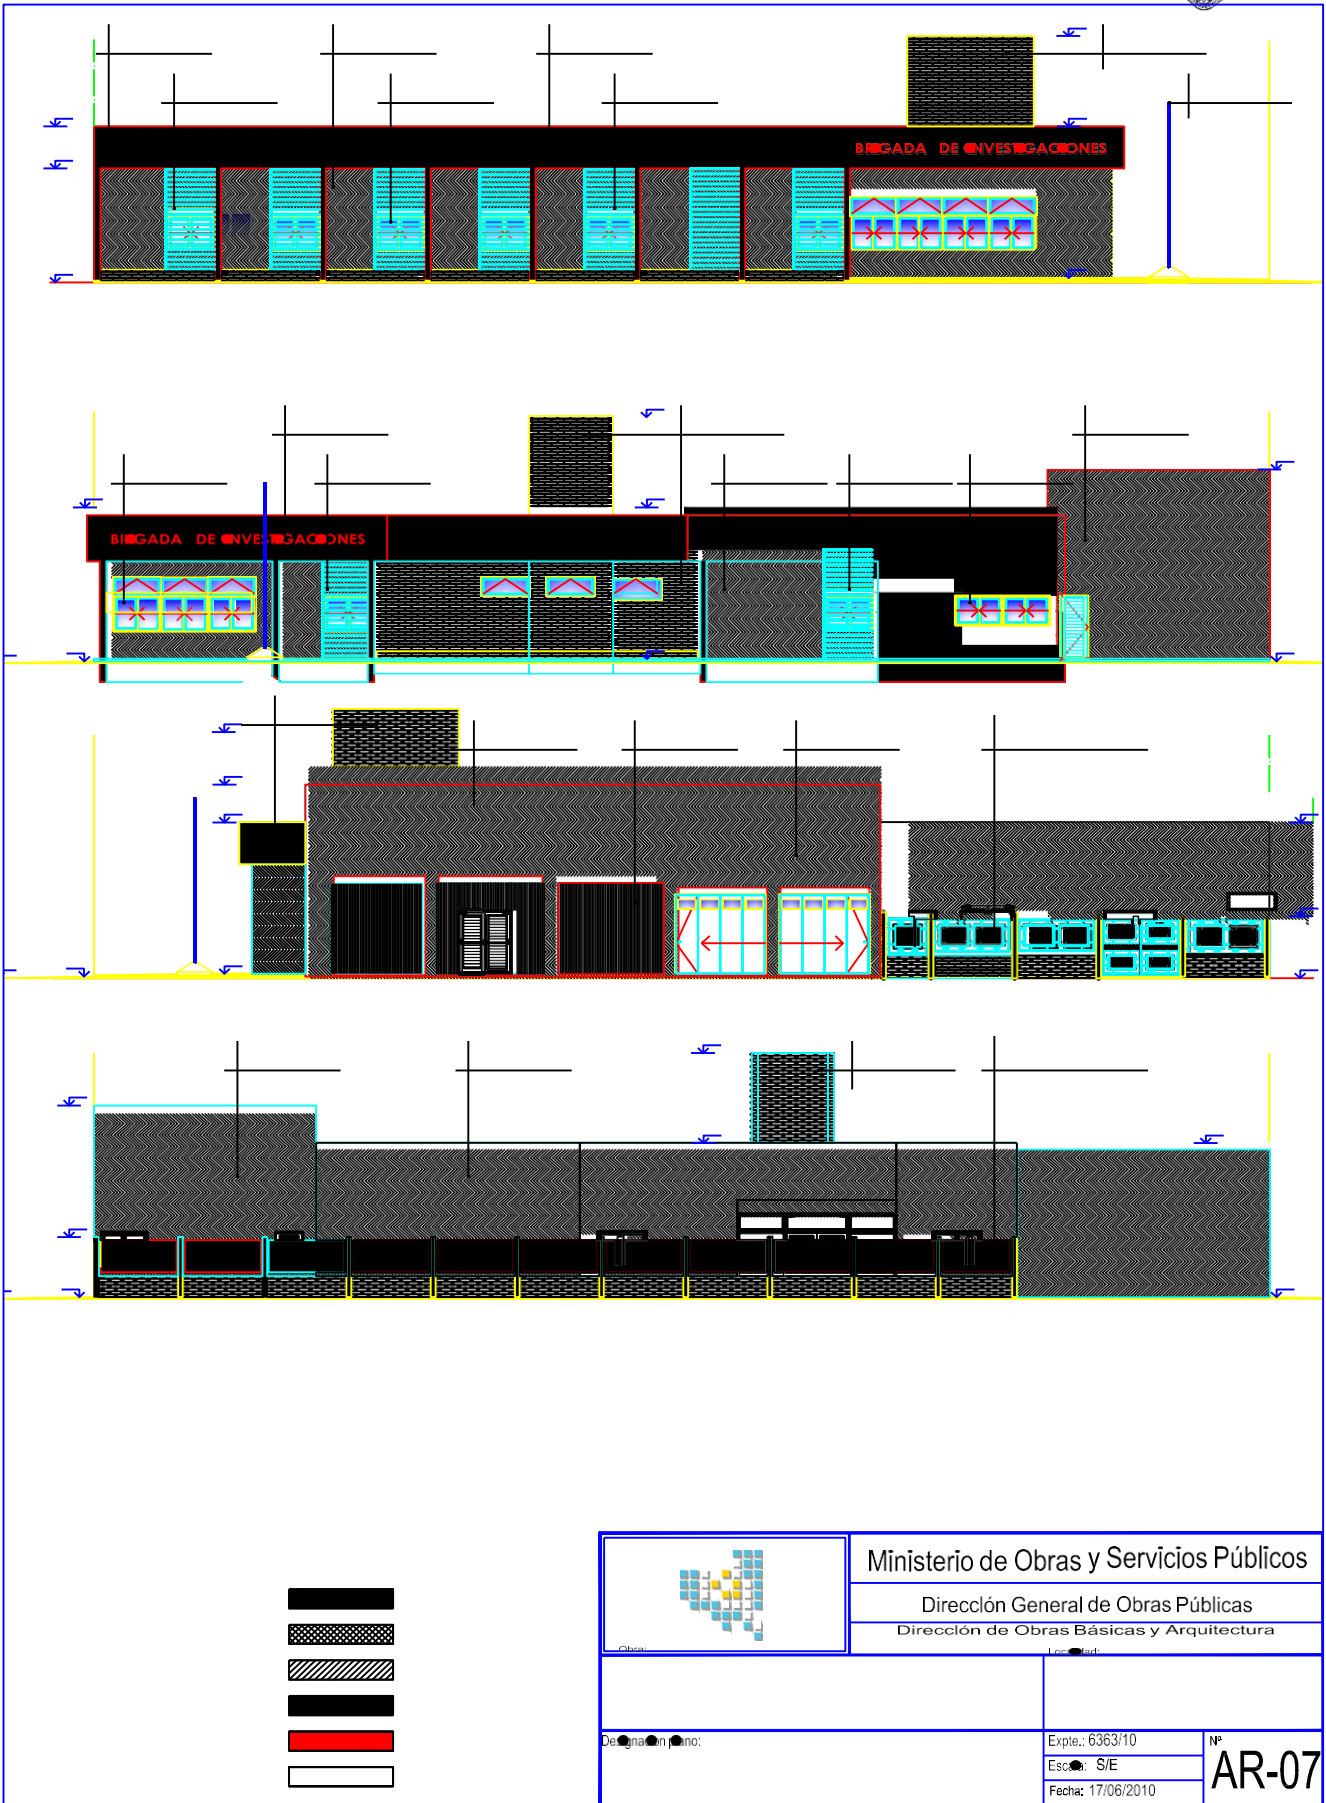 BRIGADA DE INVESTIGACIONES
BRIGADA DE INVESTIGACIONES
Ministerio de Obras y Servicios Públicos
Dirección General de Obras Públicas
Dirección de Obras Básicas y Arquitectura
Obra:
Localidad:
Designación plano:
Expte.: 6363/10
Escala: S/E
Fecha: 17/06/2010
Nº
AR-07